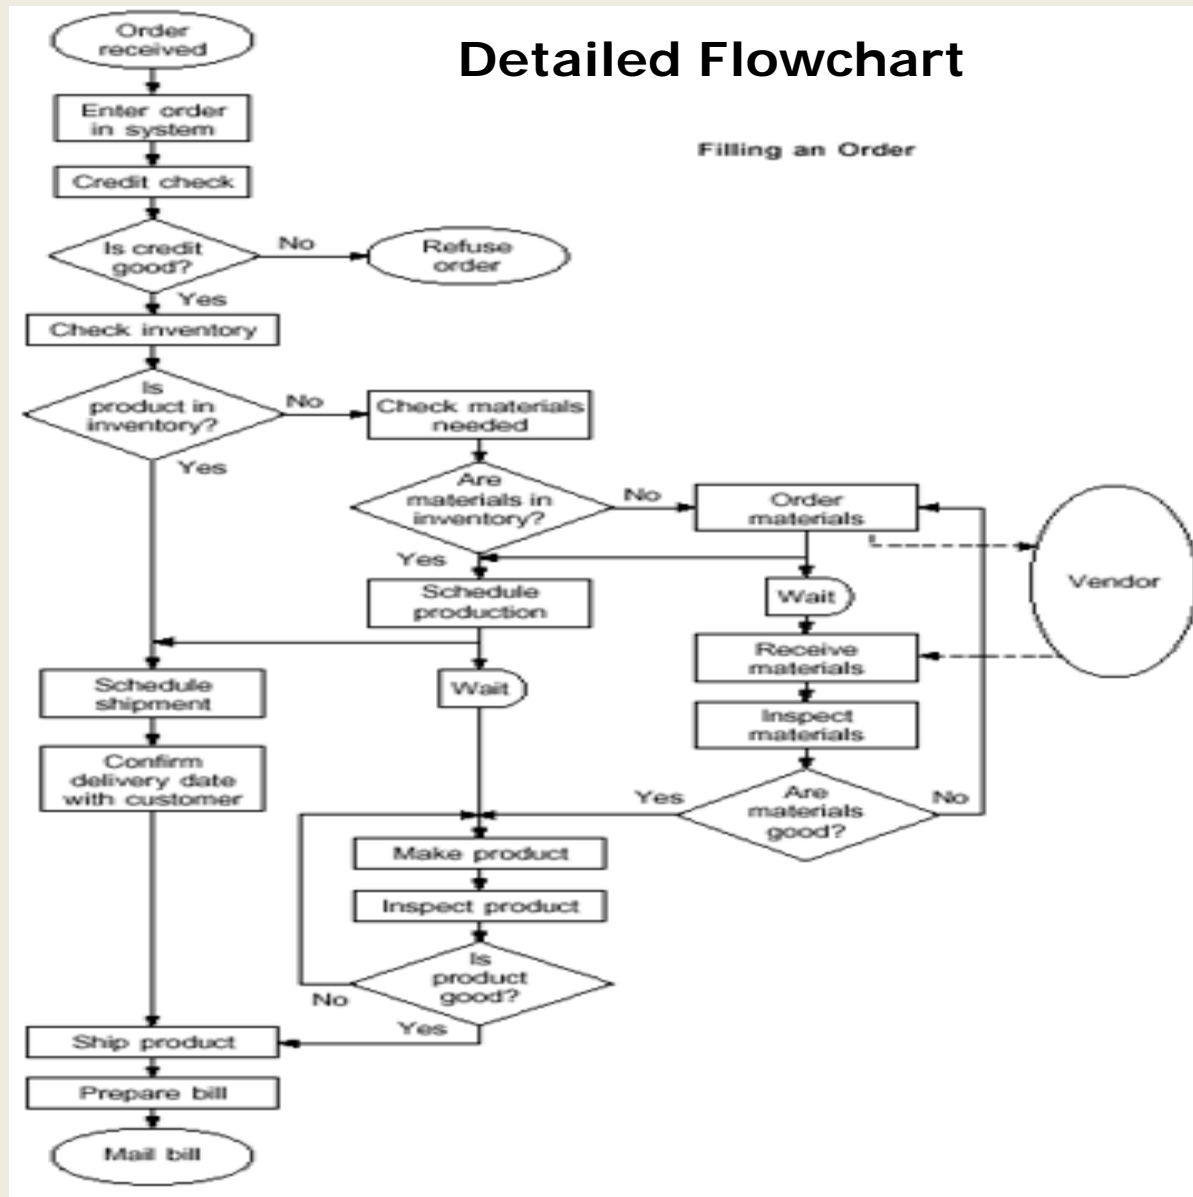 Detailed Flowchart
Filling an Order
Order
received
Enter order
in system
Credit check
Is credit
good?
No
Refuse
order
Yes
Check inventory
Is
product in
inventory?
No
Check materials
needed
Yes
Are
materials in
inventory?
No
Order
materials
Vendor
Yes
Schedule
production
Wait
Receive
materials
Schedule
shipment
Wait
Inspect
materials
Confirm
delivery date
with customer
Yes
Are
materials
good?
No
Make product
Inspect product
Is
product
good?
No
Yes
Ship product
Prepare bill
Mail bill